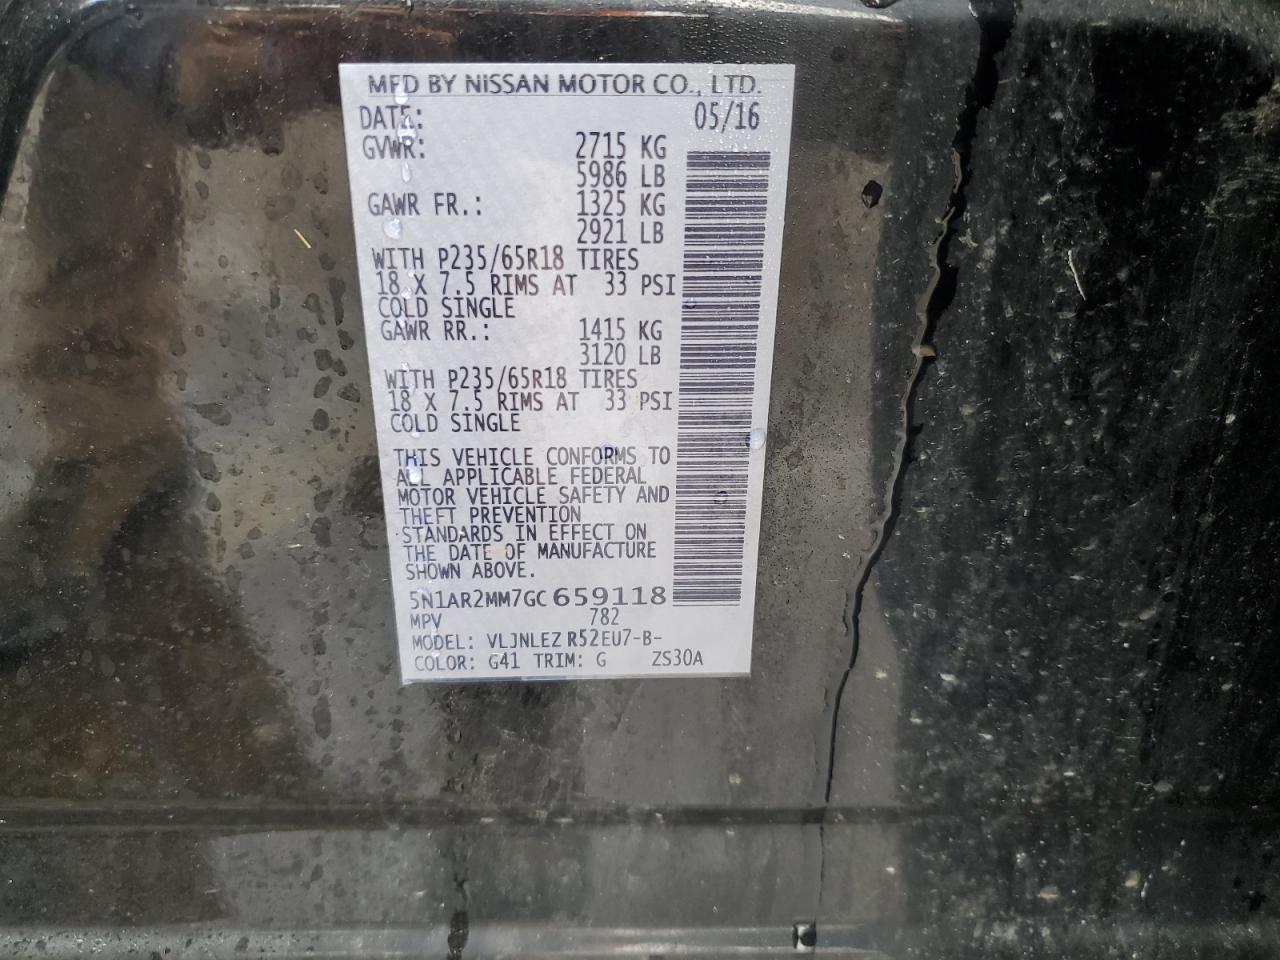 MFD BY NISSAN MOTOR CO., LTD.
DATE: 05/16
GVWR: 2715 KG
5986 LB
GAWR FR.: 1325 KG
2921 LB
WITH P235/65R18 TIRES
18 X 7.5 RIMS AT 33 PSI
COLD SINGLE
GAWR RR.: 1415 KG
3120 LB
WITH P235/65R18 TIRES
18 X 7.5 RIMS AT 33 PSI
COLD SINGLE
THIS VEHICLE CONFORMS TO
ALL APPLICABLE FEDERAL
MOTOR VEHICLE SAFETY AND
THEFT PREVENTION
STANDARDS IN EFFECT ON
THE DATE OF MANUFACTURE
SHOWN ABOVE.
5N1AR2MM7GC659118
MPV 782
MODEL: VLJNLEZ R52EU7-B-
COLOR: G41 TRIM: G ZS30A